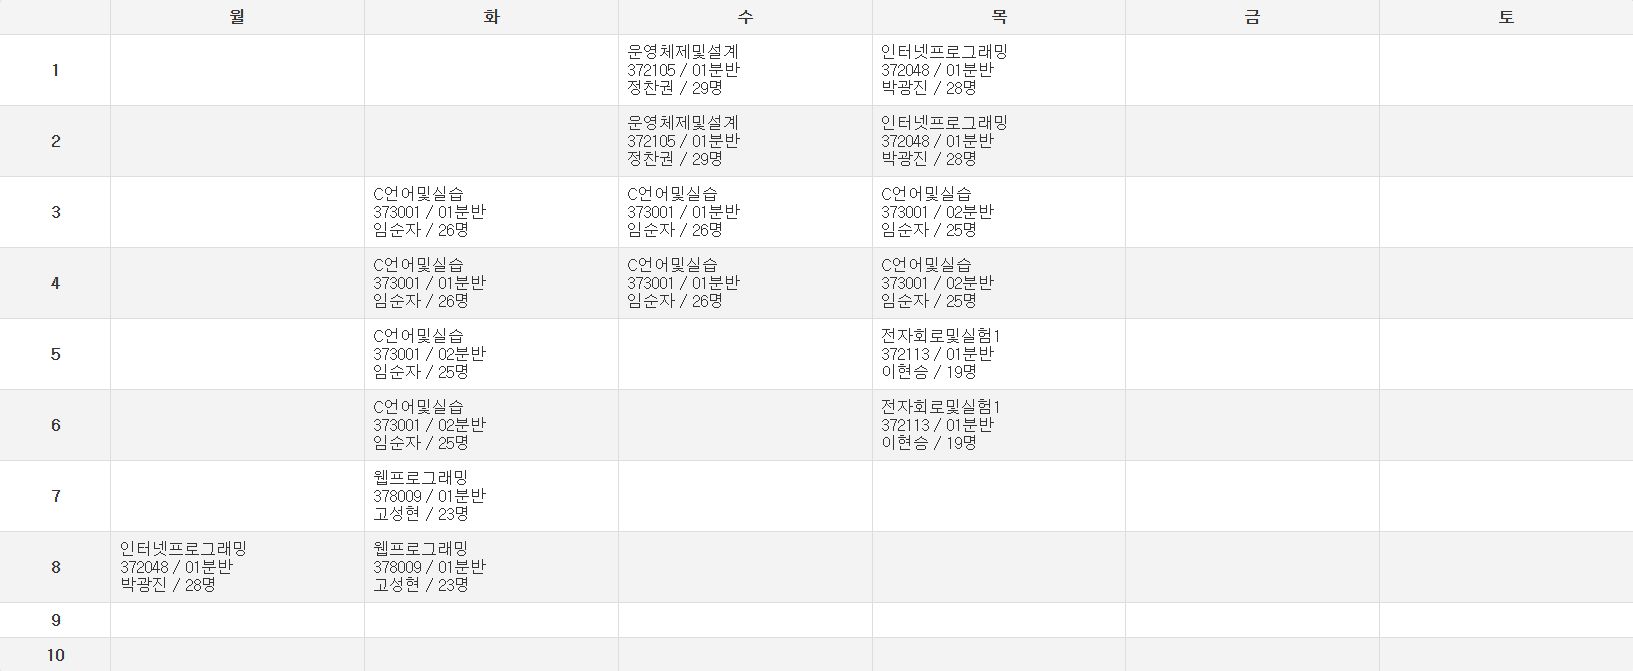 월 화 수 목 금 토
1
운영체제및설계
372105 / 01분반
정찬권 / 29명
인터넷프로그래밍
372048 / 01분반
박광진 / 28명
2
운영체제및설계
372105 / 01분반
정찬권 / 29명
인터넷프로그래밍
372048 / 01분반
박광진 / 28명
3
C언어및실습
373001 / 01분반
임순자 / 26명
C언어및실습
373001 / 01분반
임순자 / 26명
C언어및실습
373001 / 02분반
임순자 / 25명
4
C언어및실습
373001 / 01분반
임순자 / 26명
C언어및실습
373001 / 01분반
임순자 / 26명
C언어및실습
373001 / 02분반
임순자 / 25명
5
C언어및실습
373001 / 02분반
임순자 / 25명
전자회로및실험1
372113 / 01분반
이현승 / 19명
6
C언어및실습
373001 / 02분반
임순자 / 25명
전자회로및실험1
372113 / 01분반
이현승 / 19명
7
웹프로그래밍
378009 / 01분반
고성현 / 23명
8
인터넷프로그래밍
372048 / 01분반
박광진 / 28명
웹프로그래밍
378009 / 01분반
고성현 / 23명
9
10